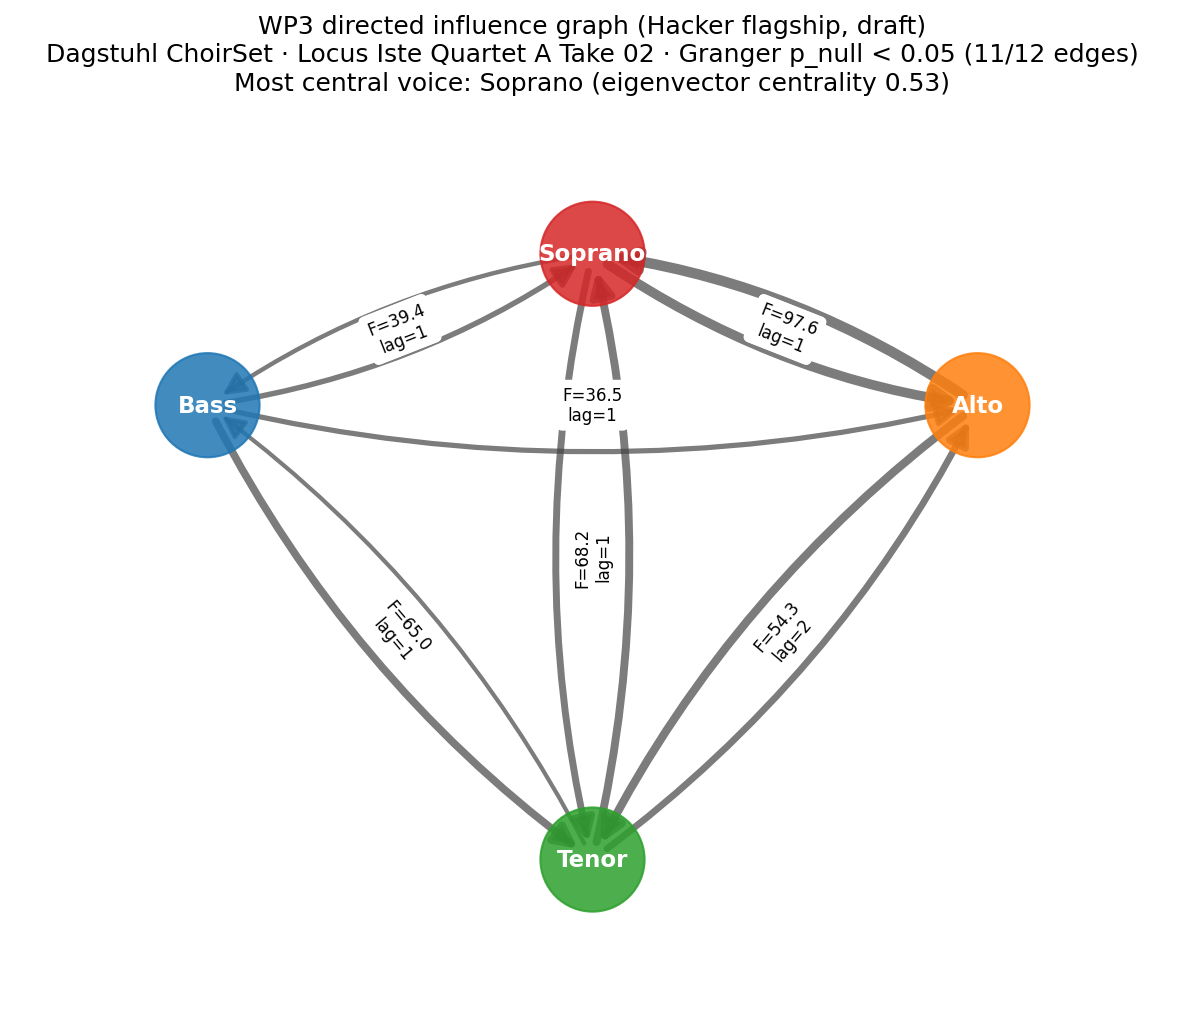 WP3 directed influence graph (Hacker flagship, draft)
Dagstuhl ChoirSet · Locus Iste Quartet A Take 02 · Granger p_null < 0.05 (11/12 edges)
Most central voice: Soprano (eigenvector centrality 0.53)
Soprano
F=39.4
lag=1
F=97.6
lag=1
Bass
F=36.5
lag=1
Alto
F=68.2
lag=1
F=65.0
lag=1
F=54.3
lag=2
Tenor